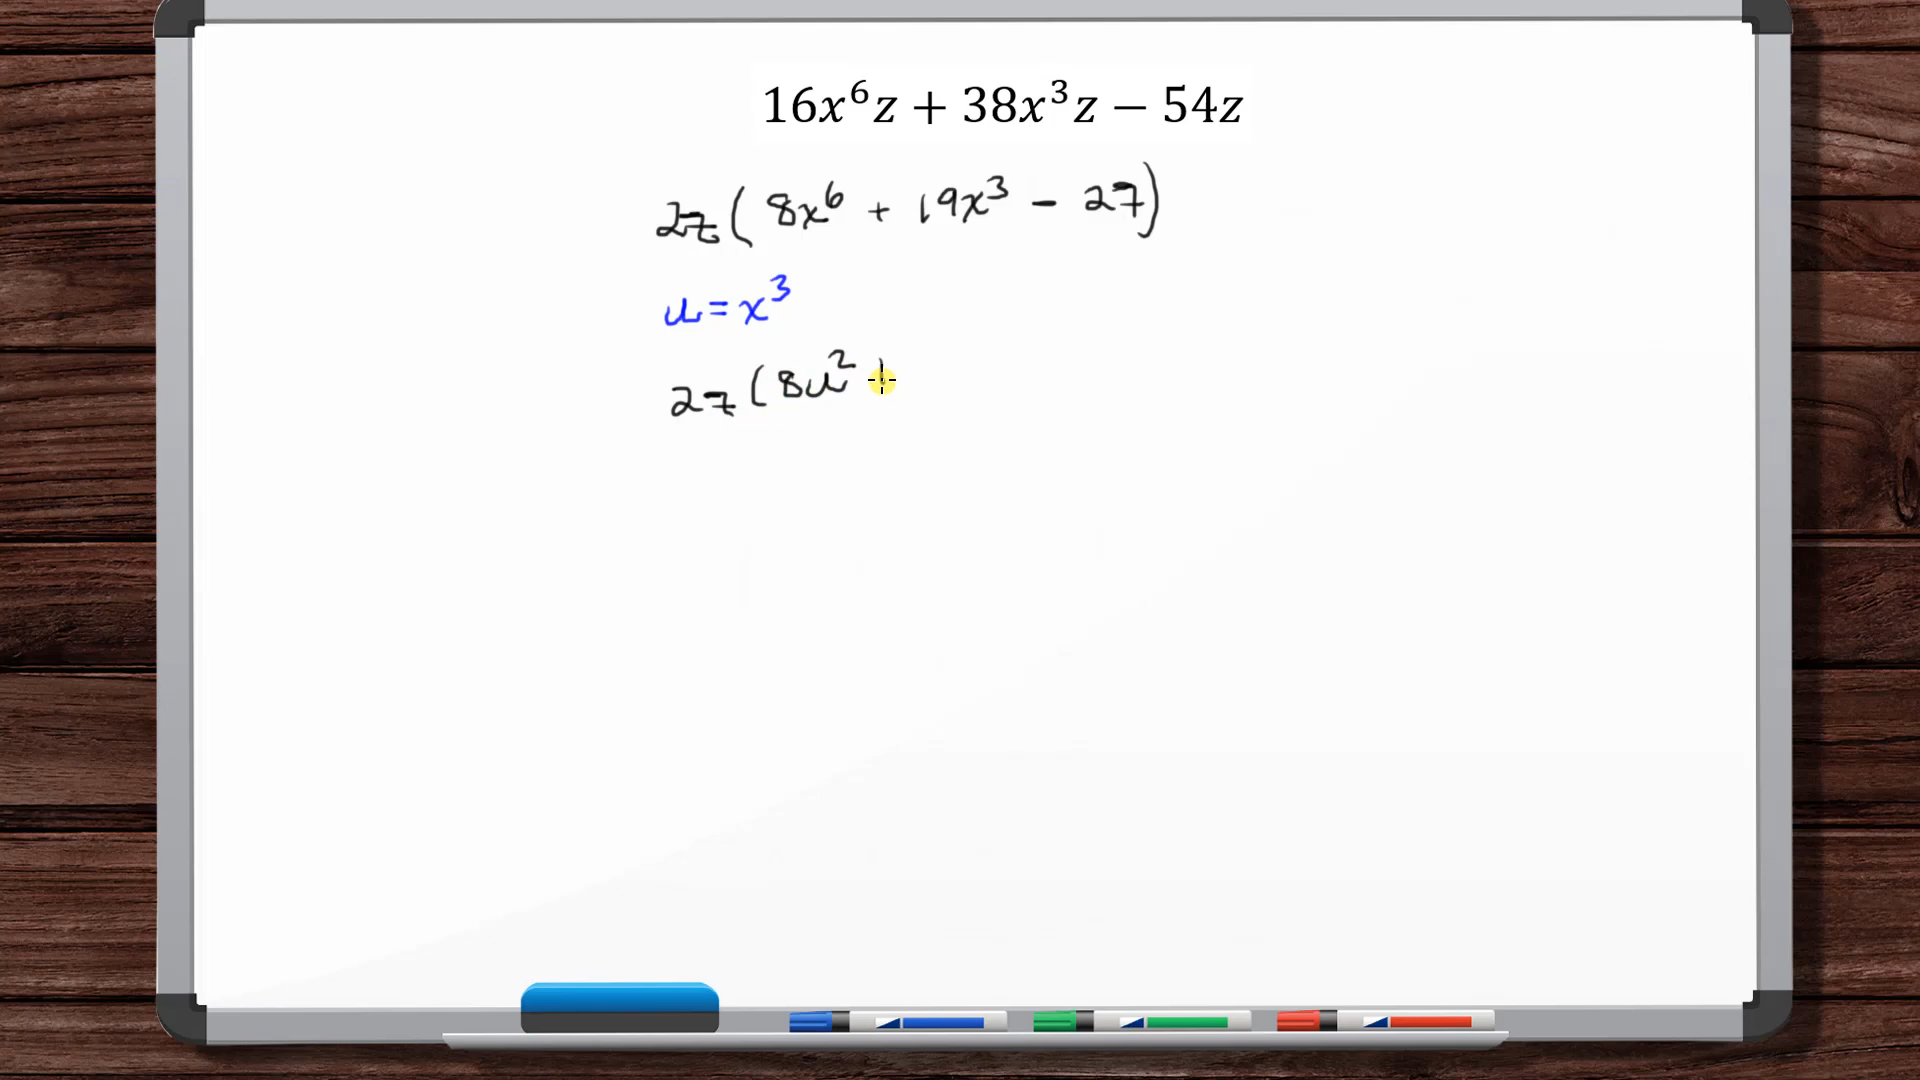 16x⁶z + 38x³z − 54z
2z(8x⁶ + 19x³ − 27)
u = x³
2z(8u² +